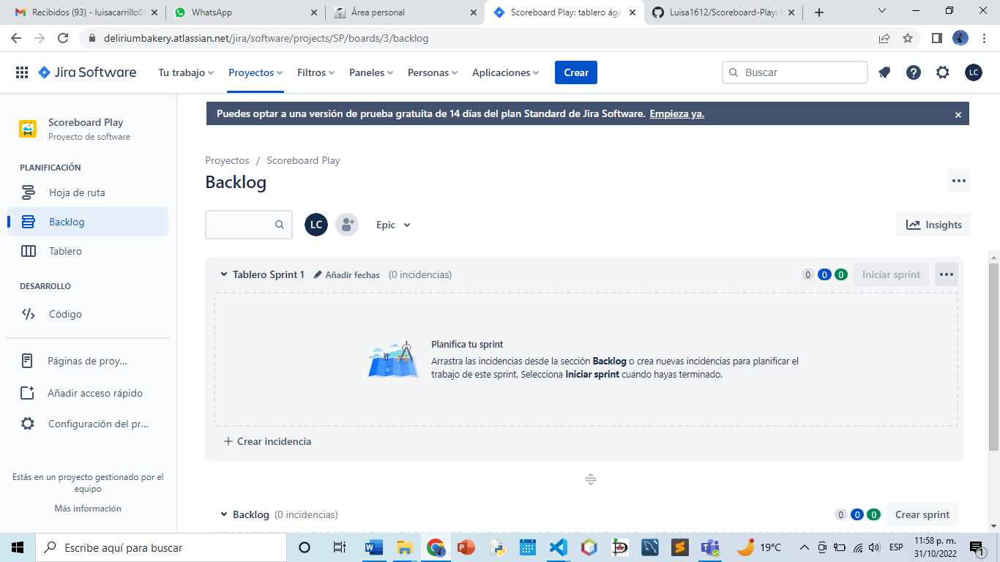 Recibidos (93) - luisacarrillo06
WhatsApp
Área personal
Scoreboard Play: tablero ágil
Luisa1612/Scoreboard-Play:
deliriumbakery.atlassian.net/jira/software/projects/SP/boards/3/backlog
Jira Software Tu trabajo Proyectos Filtros Paneles Personas Aplicaciones Crear Buscar LC
Puedes optar a una versión de prueba gratuita de 14 días del plan Standard de Jira Software. Empieza ya.
Scoreboard Play
Proyecto de software
PLANIFICACIÓN
Hoja de ruta
Backlog
Tablero
DESARROLLO
Código
Páginas de proy...
Añadir acceso rápido
Configuración del pr...
Estás en un proyecto gestionado por el
equipo
Más información
Proyectos / Scoreboard Play
Backlog
LC Epic Insights
Tablero Sprint 1 Añadir fechas (0 incidencias) 0 0 0 Iniciar sprint
Planifica tu sprint
Arrastra las incidencias desde la sección Backlog o crea nuevas incidencias para planificar el
trabajo de este sprint. Selecciona Iniciar sprint cuando hayas terminado.
+ Crear incidencia
Backlog (0 incidencias) 0 0 0 Crear sprint
Escribe aquí para buscar
19°C
ESP
11:58 p. m.
31/10/2022
1